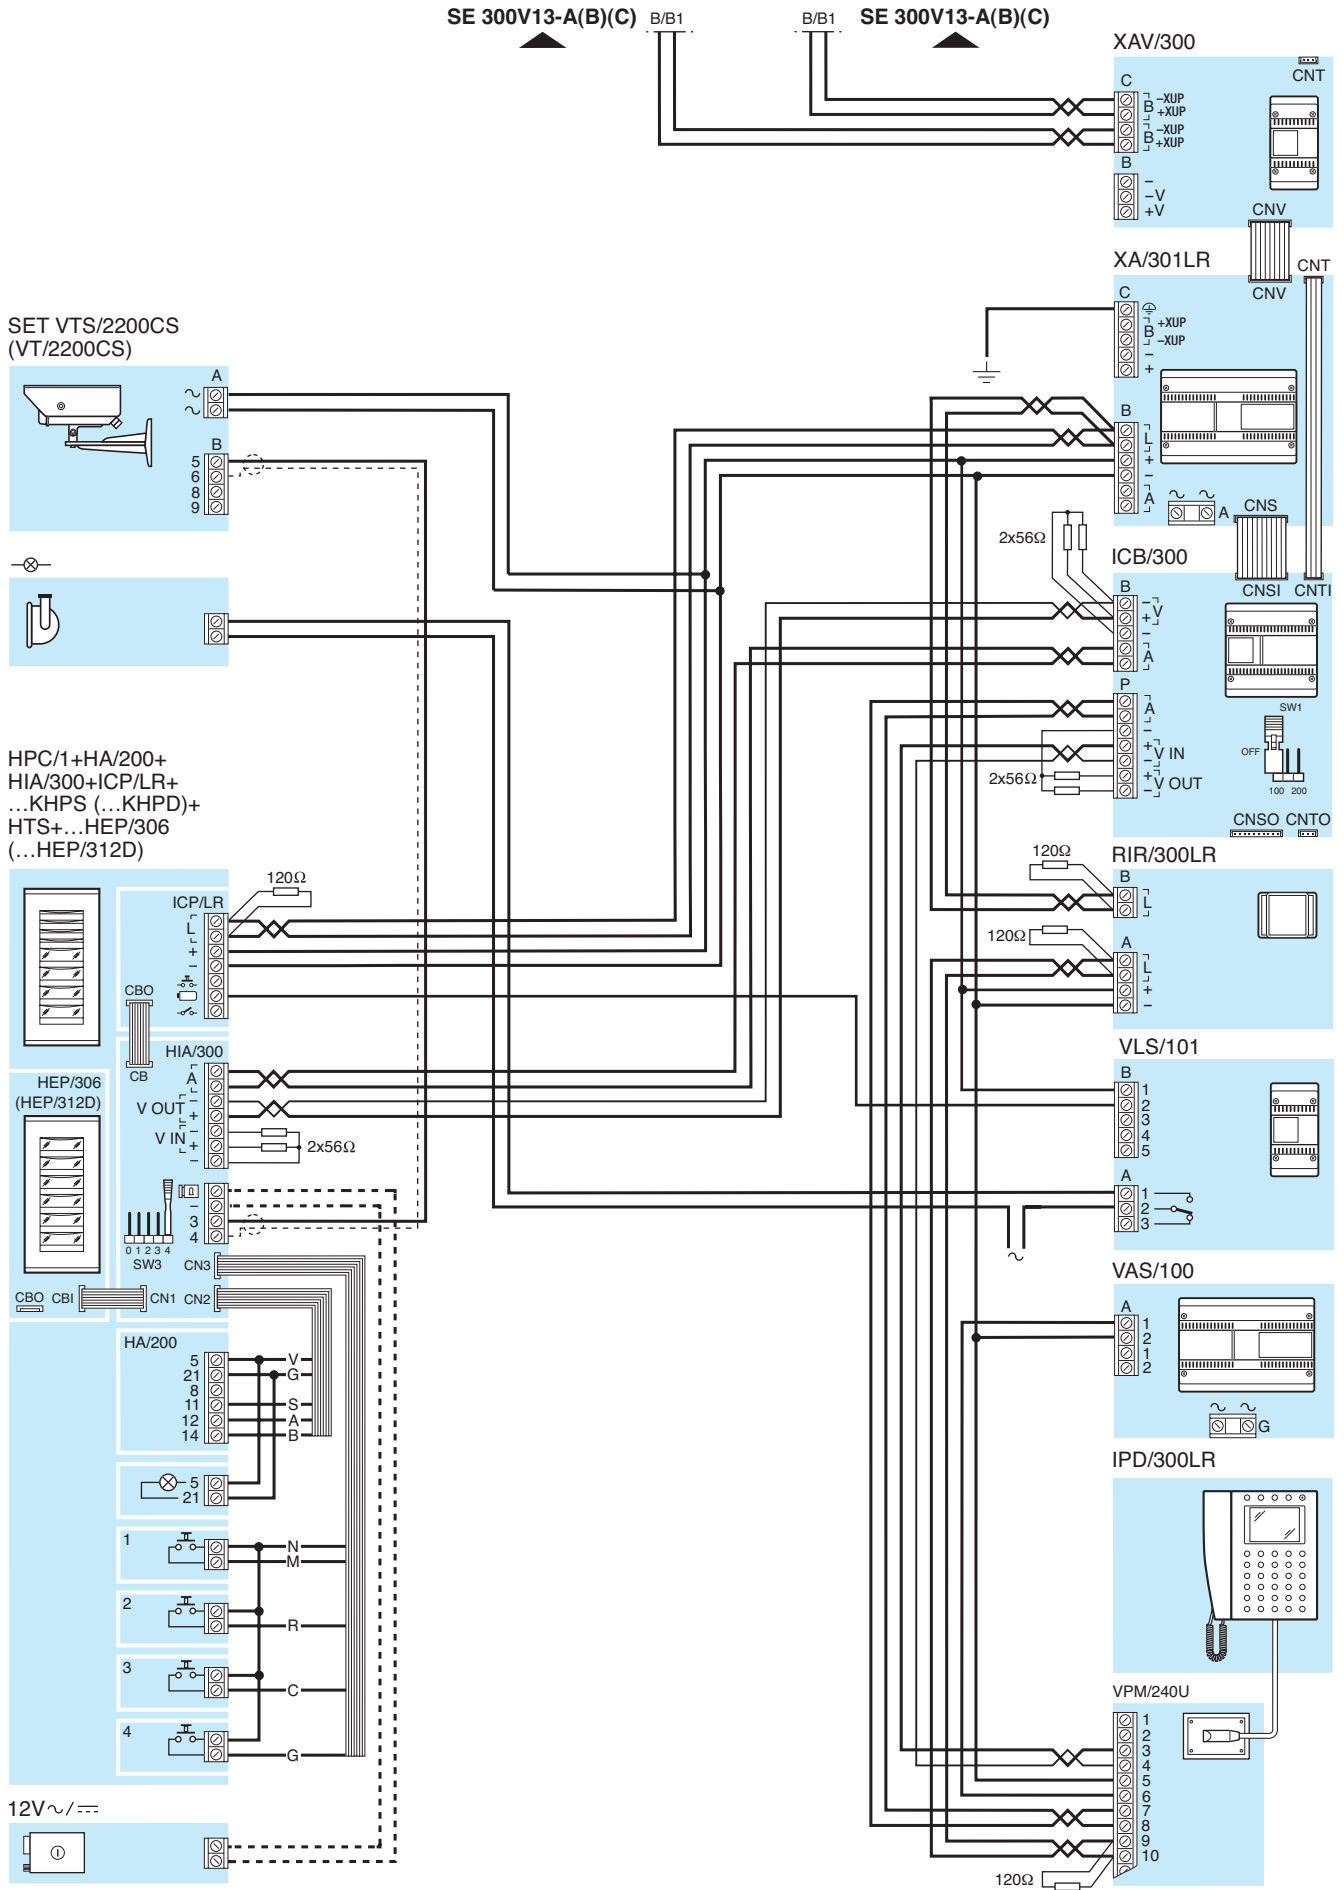 SE 300V13-A(B)(C) B/B1 B/B1 SE 300V13-A(B)(C)
XAV/300
CNT
C
B –XUP
+XUP
B –XUP
+XUP
B
–
–V
+V
CNV
XA/301LR
CNT
CNV
C
B +XUP
–XUP
–
+
B
L
+
–
A
A
CNS
SET VTS/2200CS
(VT/2200CS)
A
B
5
6
8
9
2x56Ω
ICB/300
CNSI CNTI
B
– V
+
–
A
P
A
–
+ V IN
–
+ V OUT
–
2x56Ω
SW1
OFF
100 200
CNSO CNTO
HPC/1+HA/200+
HIA/300+ICP/LR+
...KHPS (...KHPD)+
HTS+...HEP/306
(...HEP/312D)
120Ω
ICP/LR
L
+
–
CBO
CB
HIA/300
A
V OUT –
+
V IN –
+
–
2x56Ω
HEP/306
(HEP/312D)
–
3
4
0 1 2 3 4
SW3
CN3
CBO CBI CN1 CN2
RIR/300LR
120Ω
B
L
120Ω
A
L
+
–
VLS/101
B
1
2
3
4
5
A
1
2
3
VAS/100
A
1
2
1
2
G
HA/200
5 V
21 G
8
11 S
12 A
14 B
5
21
1 N
M
2
R
3
C
4
G
IPD/300LR
VPM/240U
1
2
3
4
5
6
7
8
9
10
120Ω
12V